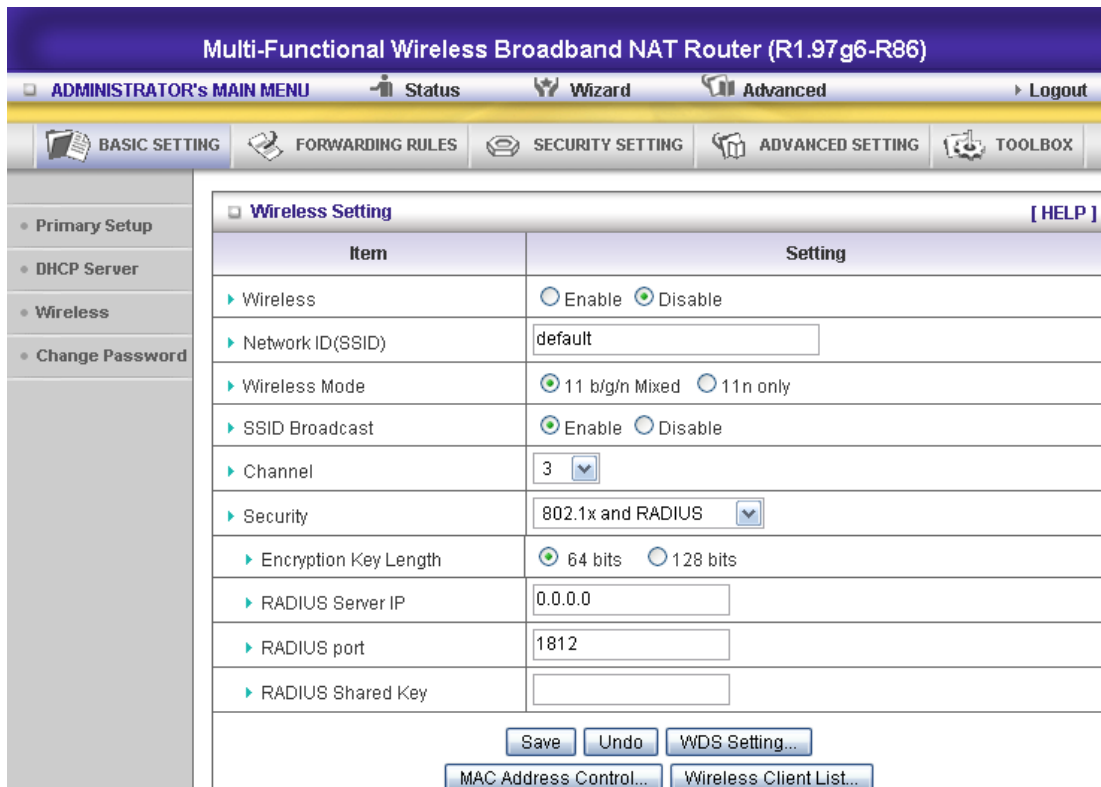 Multi-Functional Wireless Broadband NAT Router (R1.97g6-R86)
ADMINISTRATOR's MAIN MENU Status Wizard Advanced Logout
BASIC SETTING FORWARDING RULES SECURITY SETTING ADVANCED SETTING TOOLBOX
Primary Setup
DHCP Server
Wireless
Change Password
Wireless Setting [ HELP ]
Item Setting
Wireless Enable Disable
Network ID(SSID) default
Wireless Mode 11 b/g/n Mixed 11n only
SSID Broadcast Enable Disable
Channel 3
Security 802.1x and RADIUS
Encryption Key Length 64 bits 128 bits
RADIUS Server IP 0.0.0.0
RADIUS port 1812
RADIUS Shared Key
Save Undo WDS Setting...
MAC Address Control... Wireless Client List...